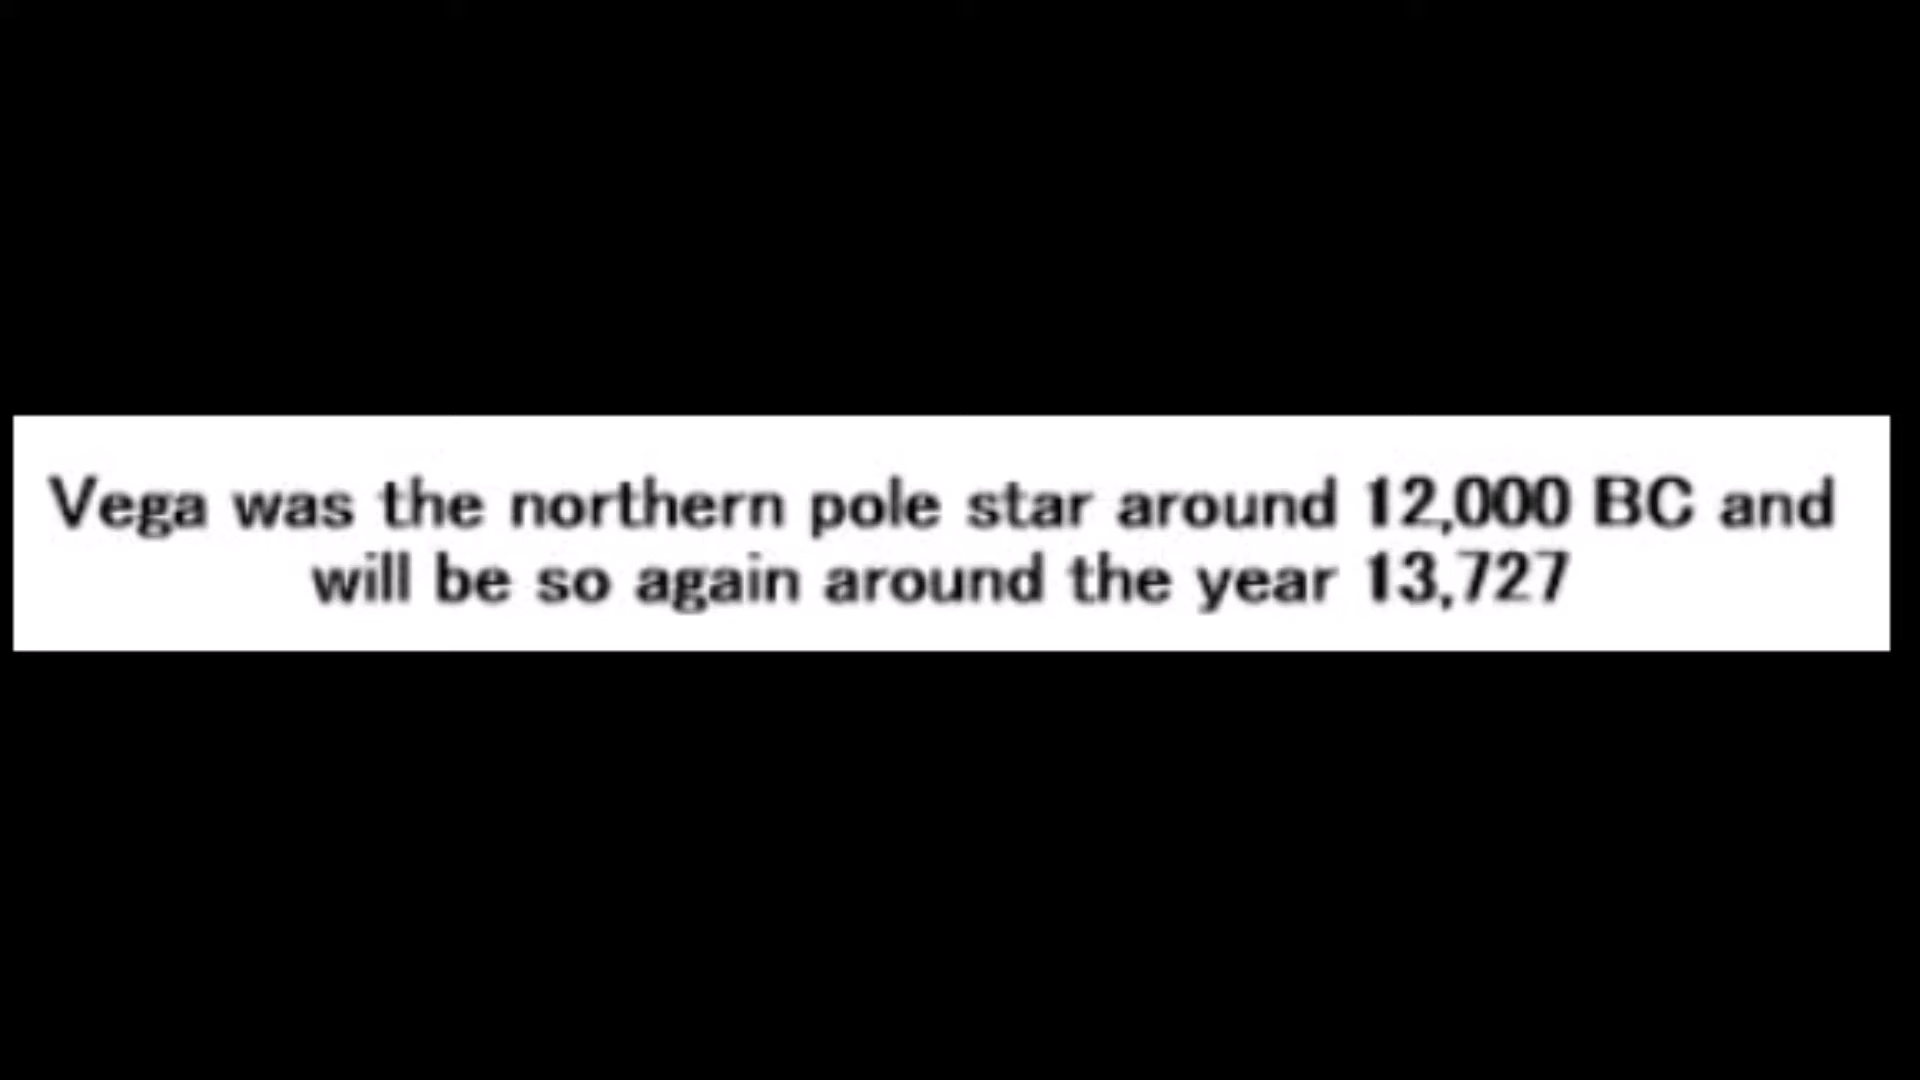 Vega was the northern pole star around 12,000 BC and
will be so again around the year 13,727